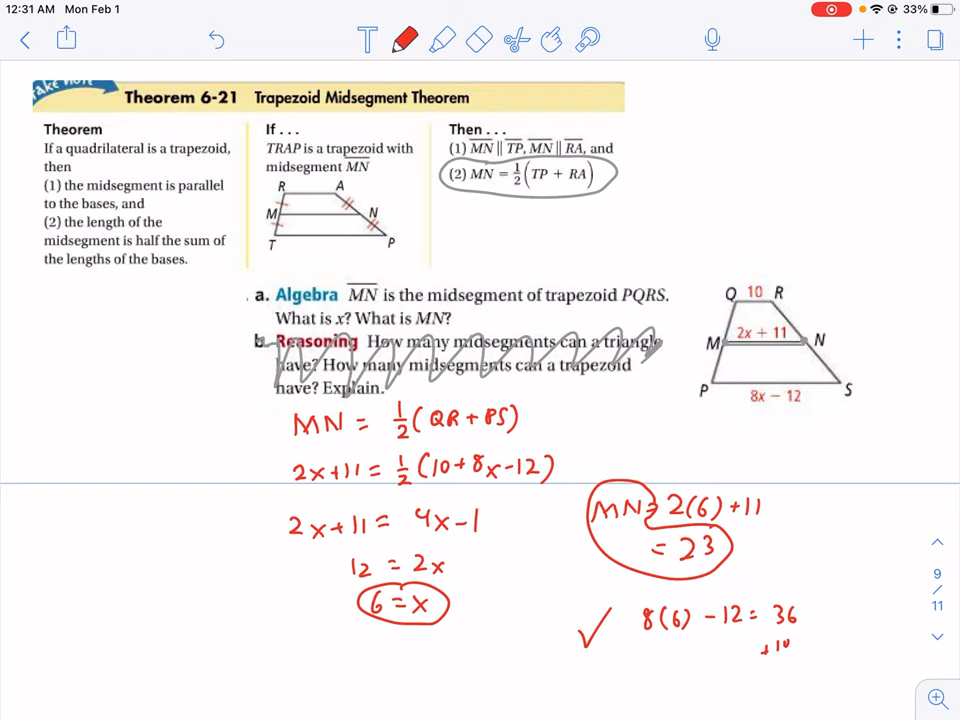 12:31 AM Mon Feb 1
33%
Take note
Theorem 6-21 Trapezoid Midsegment Theorem
Theorem
If a quadrilateral is a trapezoid,
then
(1) the midsegment is parallel
to the bases, and
(2) the length of the
midsegment is half the sum of
the lengths of the bases.
If . . .
TRAP is a trapezoid with
midsegment MN
R A
M N
T P
Then . . .
(1) MN || TP, MN || RA, and
(2) MN = 1/2 (TP + RA)
a. Algebra MN is the midsegment of trapezoid PQRS.
What is x? What is MN?
b. Reasoning How many midsegments can a triangle
have? How many midsegments can a trapezoid
have? Explain.
Q 10 R
2x + 11
M N
P S
8x − 12
MN = 1/2 (QR + PS)
2x+11 = 1/2 (10+8x-12)
2x+11 = 4x-1
12 = 2x
6 = x
MN = 2(6)+11
= 23
8(6) - 12 = 36
+10
9
/
11